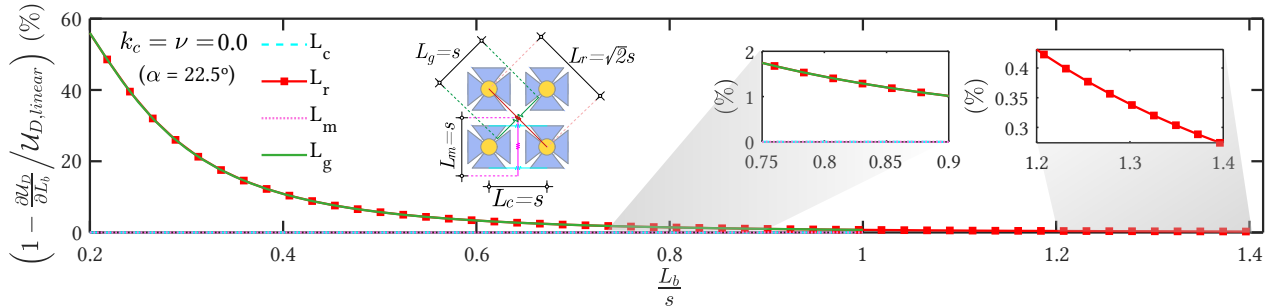 (1 − ∂u_D/∂L_b / u_{D,linear}) (%)
60
40
20
0
0.2 0.4 0.6 0.8 1 1.2 1.4
L_b/s
k_c = ν = 0.0
(α = 22.5°)
L_c
L_r
L_m
L_g
L_g=s
L_r=√2s
L_m=s
L_c=s
(%)
2
1
0
0.75 0.8 0.85 0.9
(%)
0.4
0.35
0.3
1.2 1.3 1.4